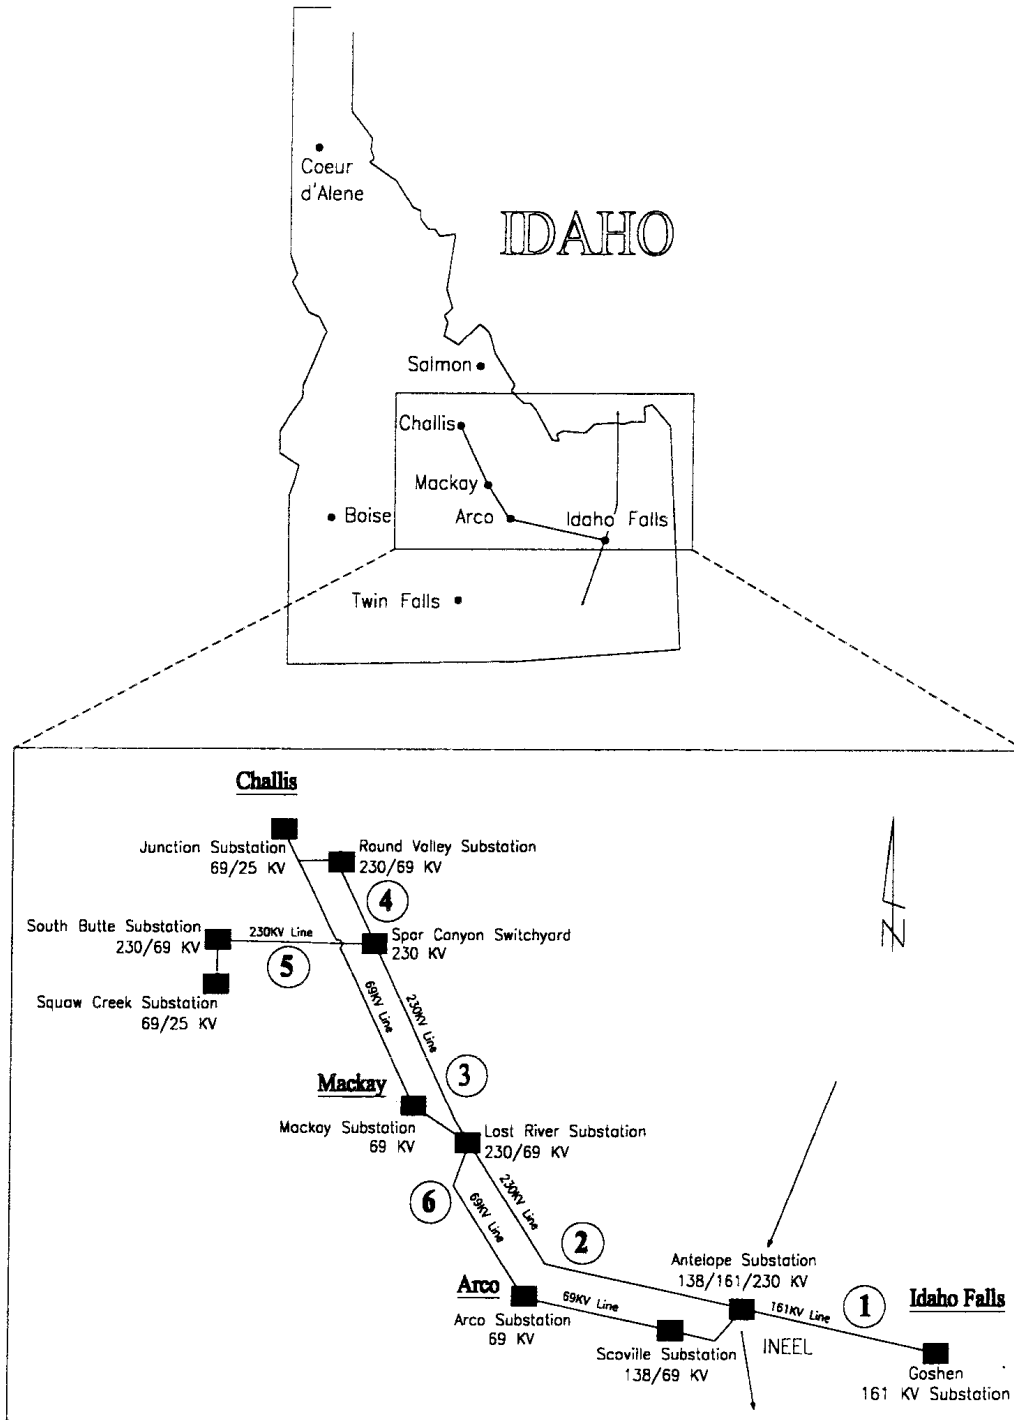 Coeur
d'Alene
IDAHO
Salmon
Challis
Mackay
Arco
Idaho Falls
Boise
Twin Falls
Challis
Junction Substation
69/25 KV
Round Valley Substation
230/69 KV
4
South Butte Substation
230/69 KV
230KV Line
5
Spar Canyon Switchyard
230 KV
N
Squaw Creek Substation
69/25 KV
69KV Line
230KV Line
3
Mackay
Mackay Substation
69 KV
Lost River Substation
230/69 KV
6
69KV Line
230KV Line
2
Antelope Substation
138/161/230 KV
Arco
Arco Substation
69 KV
69KV Line
161KV Line
1
Idaho Falls
Scoville Substation
138/69 KV
INEEL
Goshen
161 KV Substation